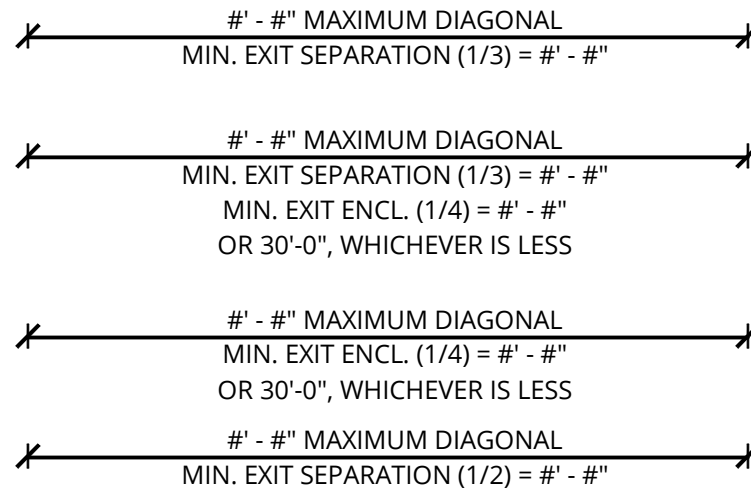 #' - #" MAXIMUM DIAGONAL
MIN. EXIT SEPARATION (1/3) = #' - #"
#' - #" MAXIMUM DIAGONAL
MIN. EXIT SEPARATION (1/3) = #' - #"
MIN. EXIT ENCL. (1/4) = #' - #"
OR 30'-0", WHICHEVER IS LESS
#' - #" MAXIMUM DIAGONAL
MIN. EXIT ENCL. (1/4) = #' - #"
OR 30'-0", WHICHEVER IS LESS
#' - #" MAXIMUM DIAGONAL
MIN. EXIT SEPARATION (1/2) = #' - #"